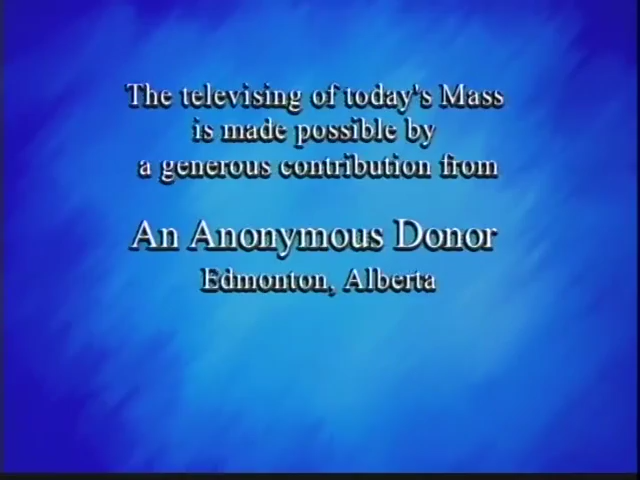 The televising of today's Mass
is made possible by
a generous contribution from
An Anonymous Donor
Edmonton, Alberta